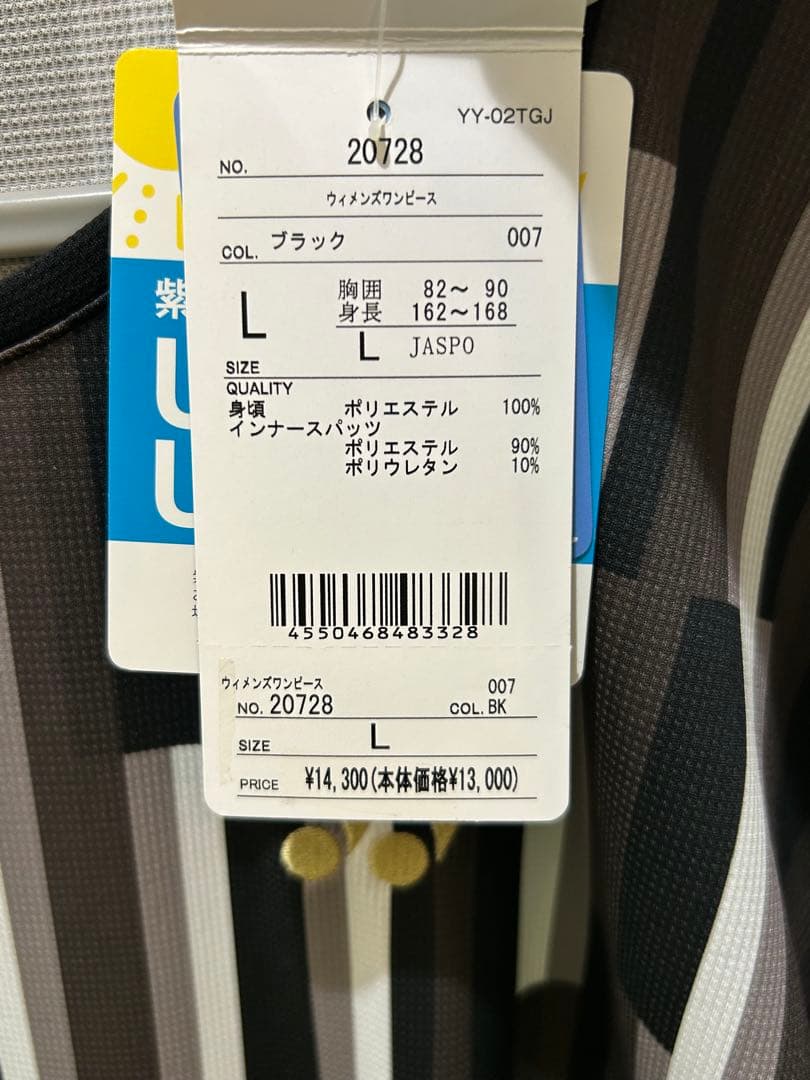 YY-02TGJ
NO. 20728
ウィメンズワンピース
COL. ブラック 007
L 胸囲 82〜 90
身長 162〜168
L JASPO
SIZE
QUALITY
身頃 ポリエステル 100%
インナースパッツ
ポリエステル 90%
ポリウレタン 10%
4550468483328
ウィメンズワンピース 007
NO. 20728 COL. BK
SIZE L
PRICE ¥14,300(本体価格¥13,000)
紫